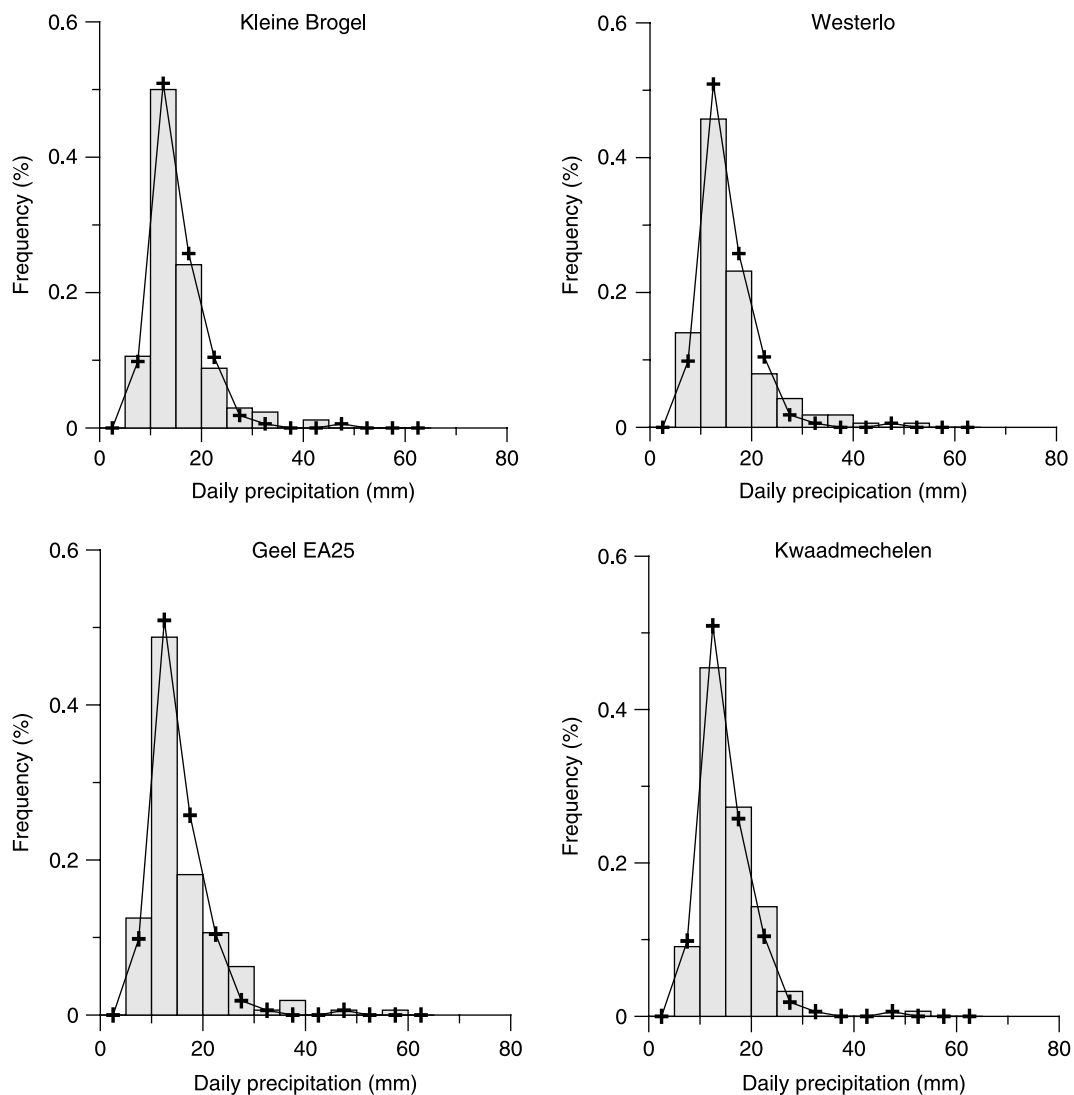 Kleine Brogel
0.6
0.4
0.2
0
Frequency (%)
0 20 40 60 80
Daily precipitation (mm)
Westerlo
0.6
0.4
0.2
0
Frequency (%)
0 20 40 60 80
Daily precipication (mm)
Geel EA25
0.6
0.4
0.2
0
Frequency (%)
0 20 40 60 80
Daily precipitation (mm)
Kwaadmechelen
0.6
0.4
0.2
0
Frequency (%)
0 20 40 60 80
Daily precipitation (mm)